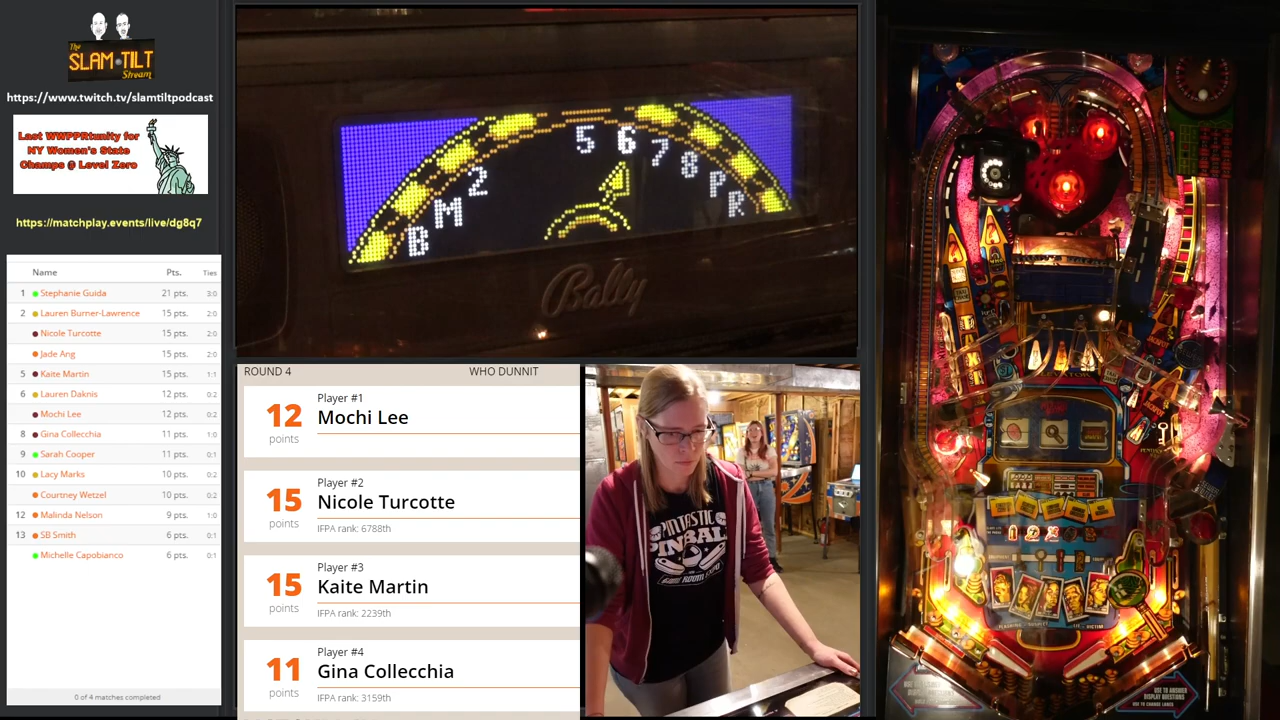 The
SLAM TILT
Stream
https://www.twitch.tv/slamtiltpodcast
Last WWPPRtunity for
NY Women's State
Champs @ Level Zero
https://matchplay.events/live/dg8q7
Name Pts. Ties
1 Stephanie Guida 21 pts. 3:0
2 Lauren Burner-Lawrence 15 pts. 2:0
Nicole Turcotte 15 pts. 2:0
Jade Ang 15 pts. 2:0
5 Kaite Martin 15 pts. 1:1
6 Lauren Daknis 12 pts. 0:2
Mochi Lee 12 pts. 0:2
8 Gina Collecchia 11 pts. 1:0
9 Sarah Cooper 11 pts. 0:1
10 Lacy Marks 10 pts. 0:2
Courtney Wetzel 10 pts. 0:2
12 Malinda Nelson 9 pts. 1:0
13 SB Smith 6 pts. 0:1
Michelle Capobianco 6 pts. 0:1
0 of 4 matches completed
B M 2 5 6 7 8 P R
Bally
ROUND 4 WHO DUNNIT
12 points
Player #1
Mochi Lee
15 points
Player #2
Nicole Turcotte
IFPA rank: 6788th
15 points
Player #3
Kaite Martin
IFPA rank: 2239th
11 points
Player #4
Gina Collecchia
IFPA rank: 3159th
FANTASTIC
PINBALL
USE TO ANSWER
DISPLAY QUESTIONS